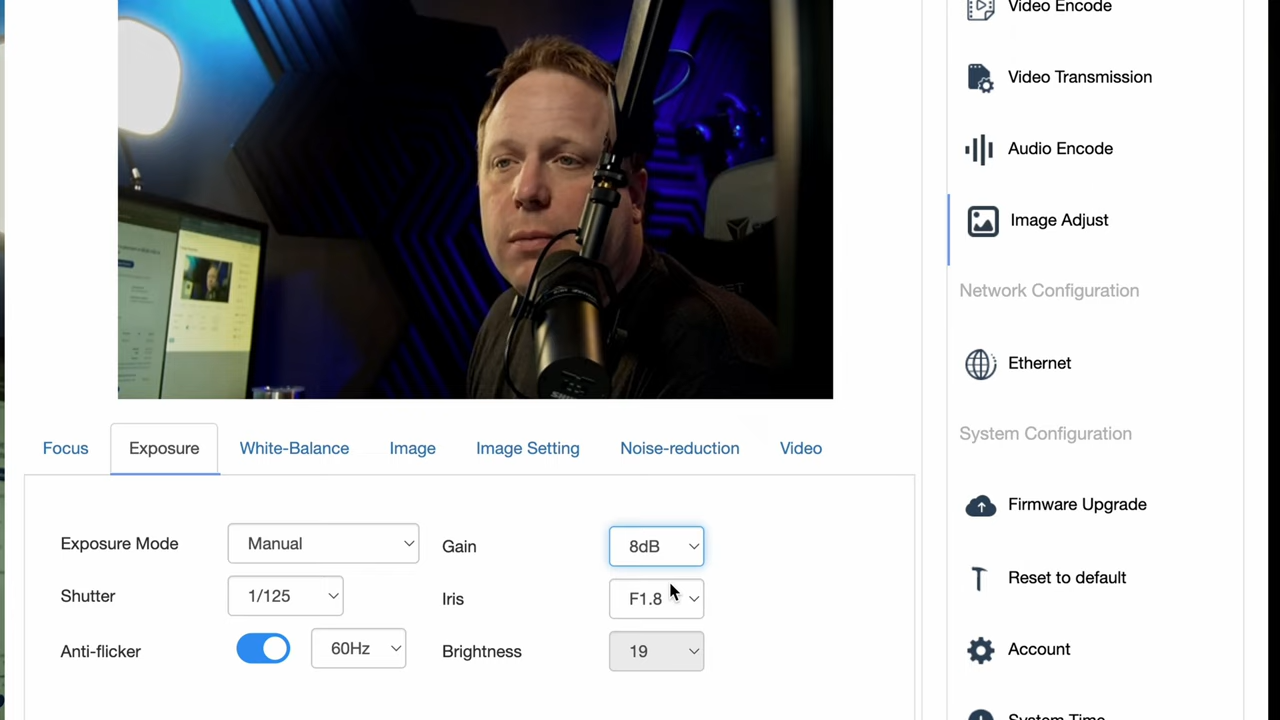 Video Encode
Video Transmission
Audio Encode
Image Adjust
Network Configuration
Ethernet
System Configuration
Firmware Upgrade
Reset to default
Account
System Time
Focus
Exposure
White-Balance
Image
Image Setting
Noise-reduction
Video
Exposure Mode
Manual
Gain
8dB
Shutter
1/125
Iris
F1.8
Anti-flicker
60Hz
Brightness
19